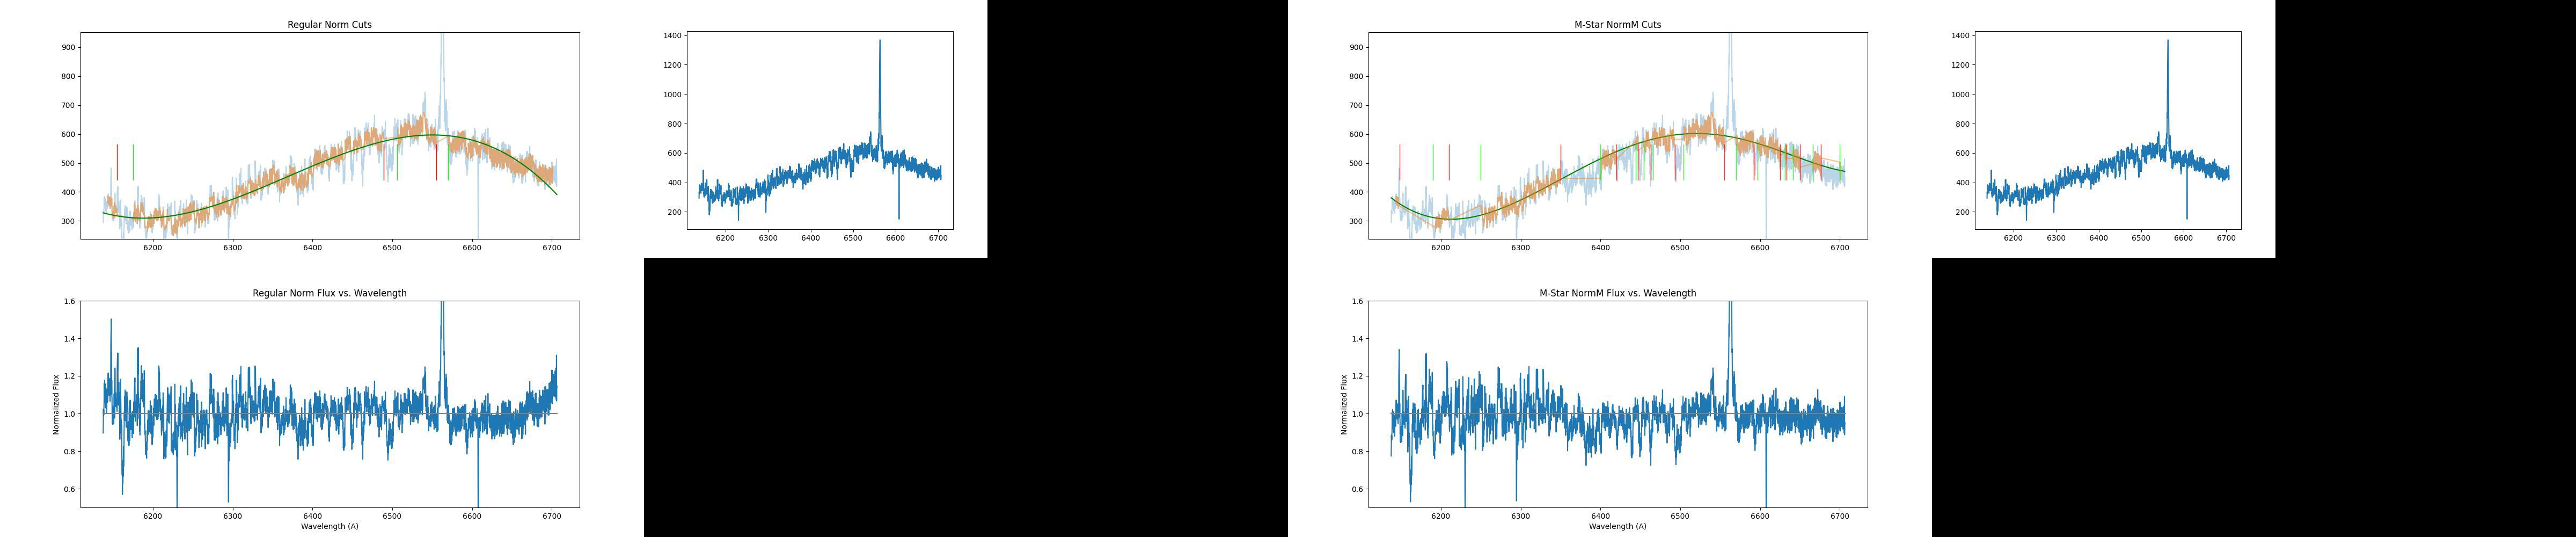 Regular Norm Cuts
900
800
700
600
500
400
300
6200 6300 6400 6500 6600 6700
1400
1200
1000
800
600
400
200
6200 6300 6400 6500 6600 6700
Regular Norm Flux vs. Wavelength
Normalized Flux
1.6
1.4
1.2
1.0
0.8
0.6
6200 6300 6400 6500 6600 6700
Wavelength (A)
M-Star NormM Cuts
900
800
700
600
500
400
300
6200 6300 6400 6500 6600 6700
1400
1200
1000
800
600
400
200
6200 6300 6400 6500 6600 6700
M-Star NormM Flux vs. Wavelength
Normalized Flux
1.6
1.4
1.2
1.0
0.8
0.6
6200 6300 6400 6500 6600 6700
Wavelength (A)